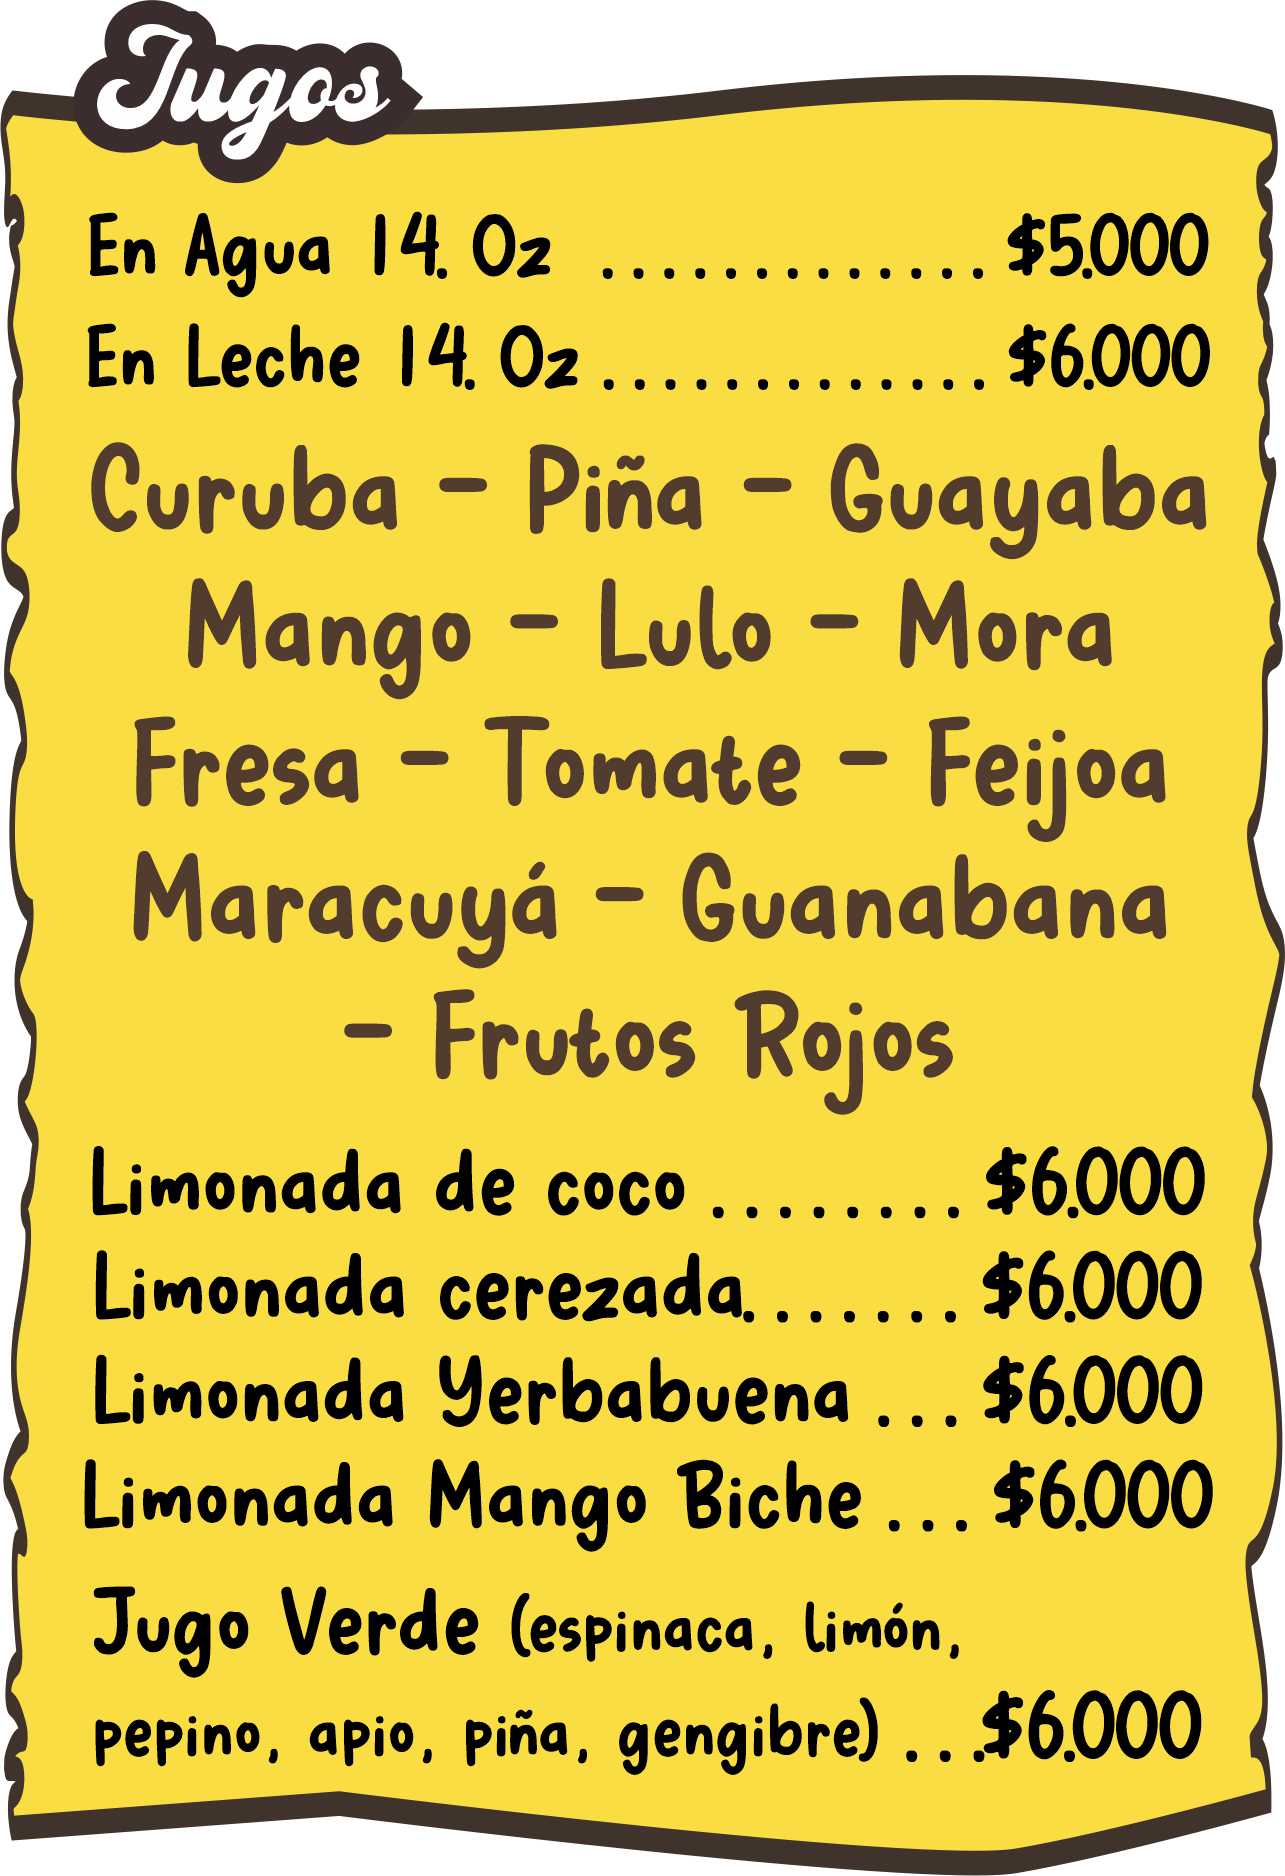 Jugos
En Agua 14. Oz ............. $5.000
En Leche 14. Oz ............. $6.000
Curuba - Piña - Guayaba
Mango - Lulo - Mora
Fresa - Tomate - Feijoa
Maracuyá - Guanabana
- Frutos Rojos
Limonada de coco ........ $6.000
Limonada cerezada....... $6.000
Limonada Yerbabuena ... $6.000
Limonada Mango Biche ... $6.000
Jugo Verde (espinaca, limón,
pepino, apio, piña, gengibre) ...$6.000